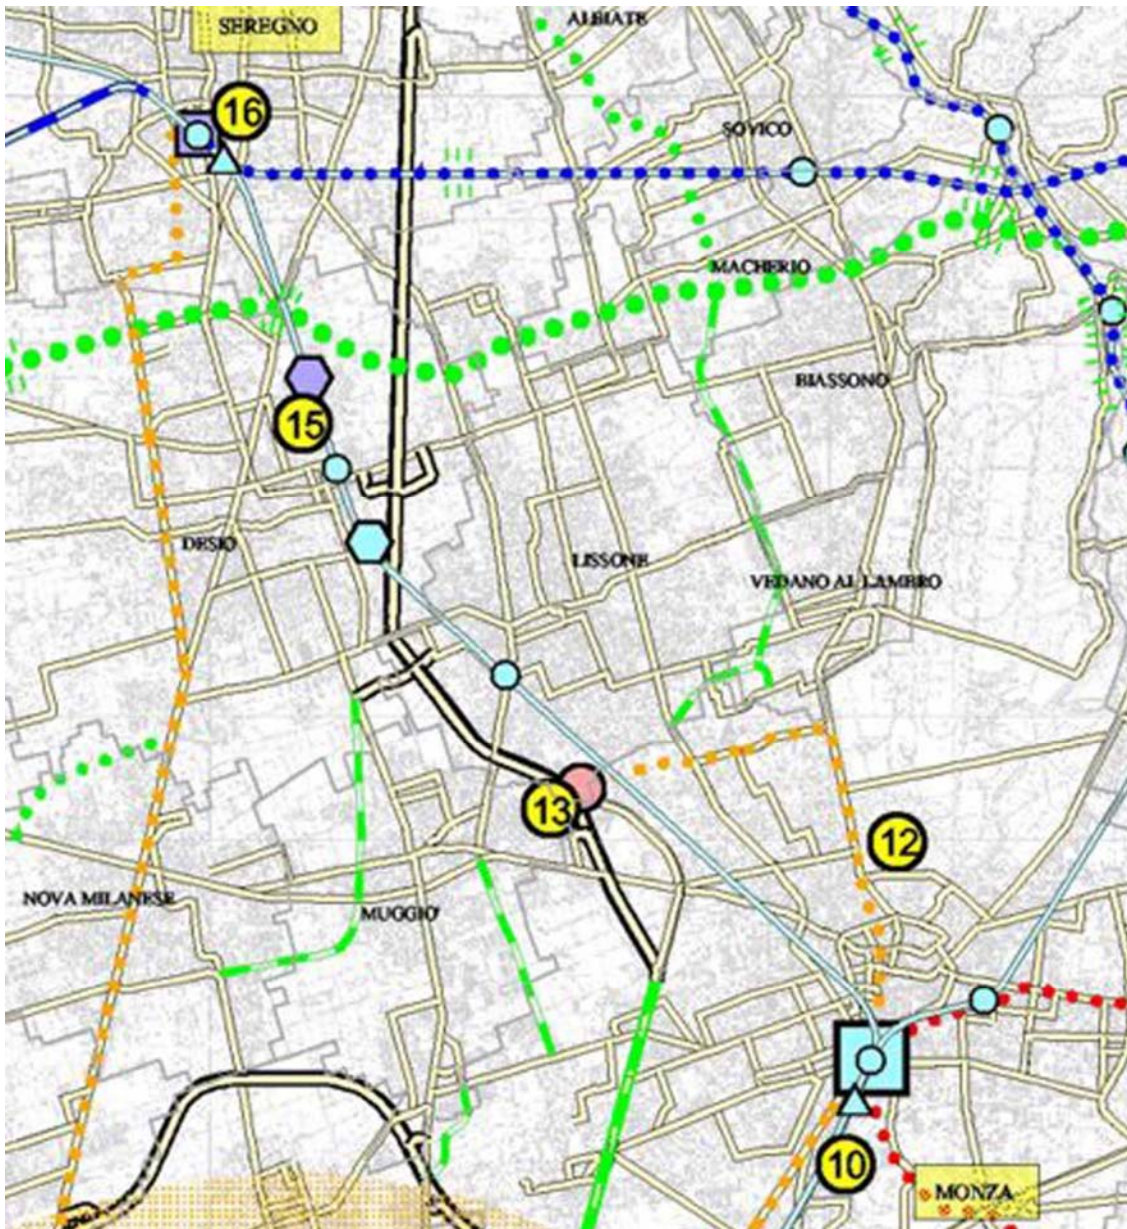 ALBIATE
SEREGNO
16
SOVICO
MACHERIO
BIASSONO
15
DESIO
LISSONE
VEDANO AL LAMBRO
13
12
NOVA MILANESE
MUGGIO'
10
MONZA